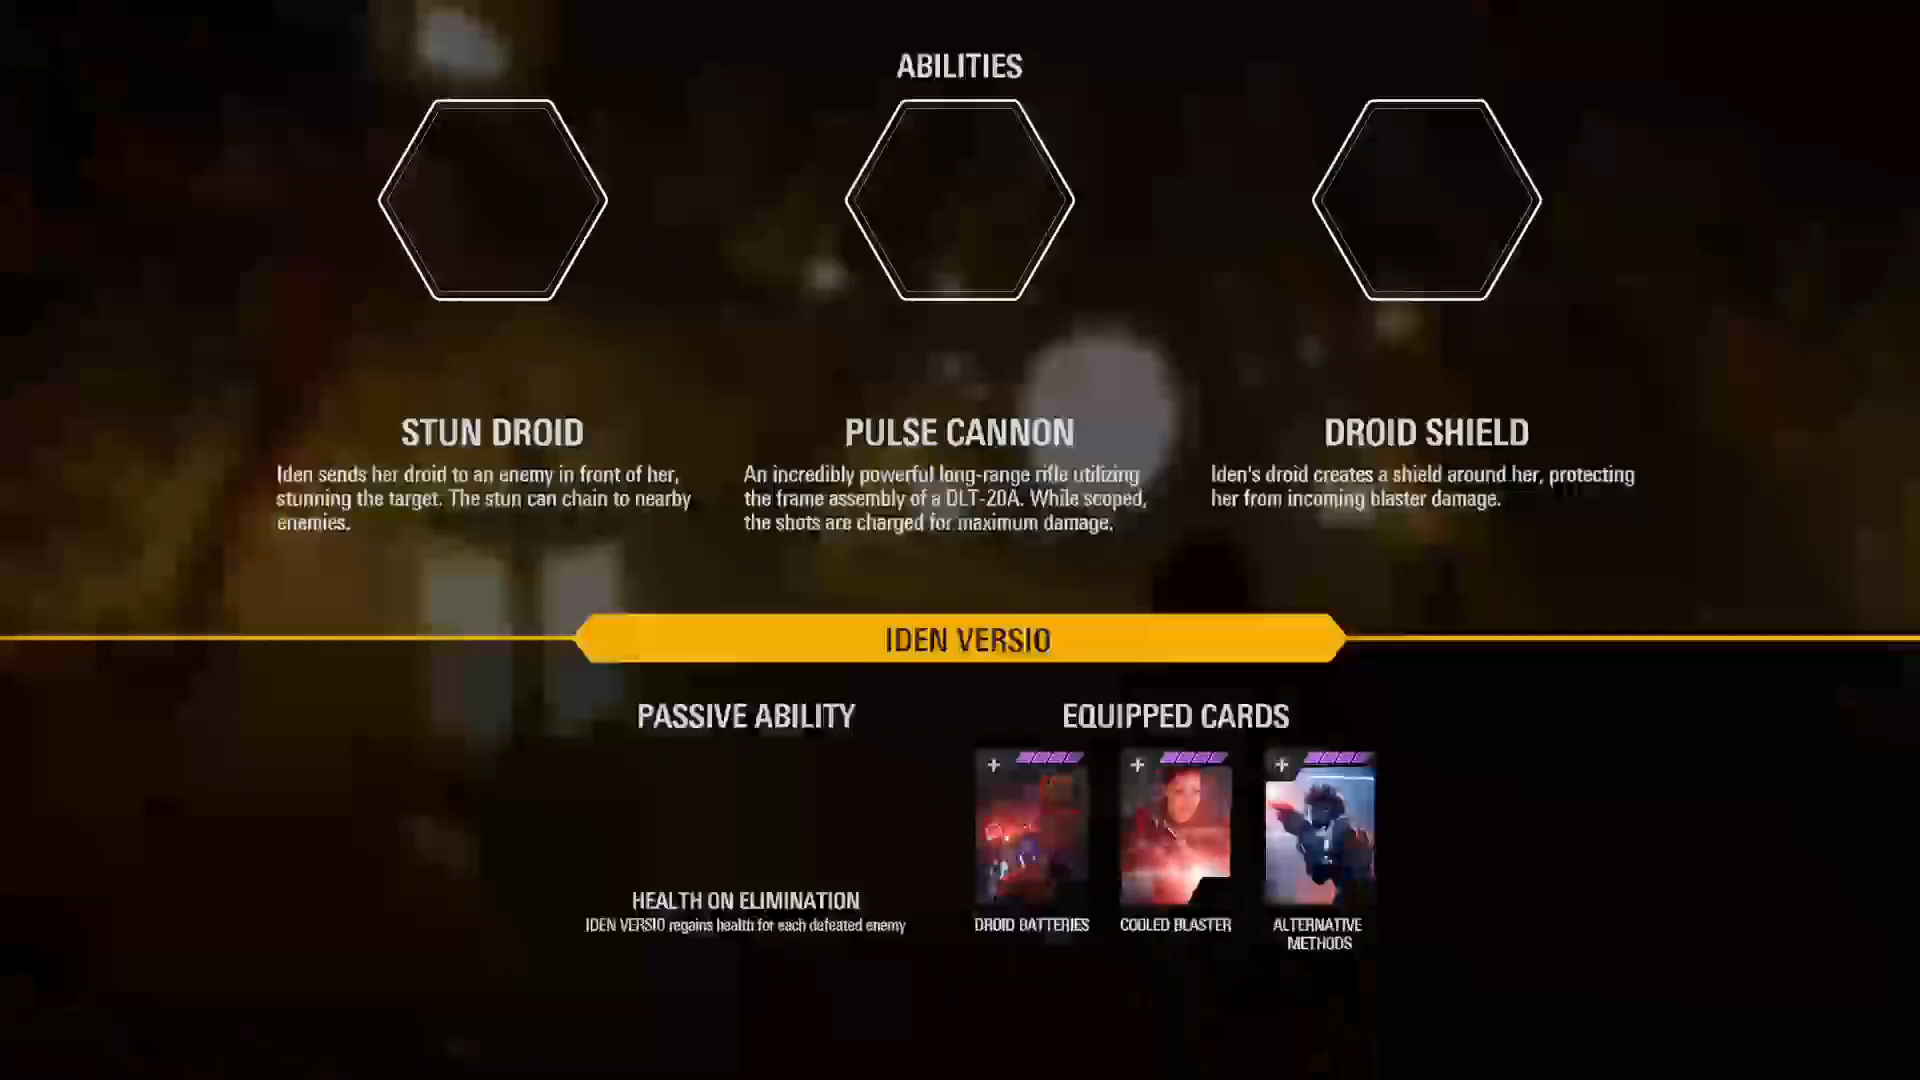 ABILITIES
STUN DROID
Iden sends her droid to an enemy in front of her,
stunning the target. The stun can chain to nearby
enemies.
PULSE CANNON
An incredibly powerful long-range rifle utilizing
the frame assembly of a DLT-20A. While scoped,
the shots are charged for maximum damage.
DROID SHIELD
Iden's droid creates a shield around her, protecting
her from incoming blaster damage.
IDEN VERSIO
PASSIVE ABILITY
HEALTH ON ELIMINATION
IDEN VERSIO regains health for each defeated enemy
EQUIPPED CARDS
+
+
+
DROID BATTERIES
COOLED BLASTER
ALTERNATIVE
METHODS